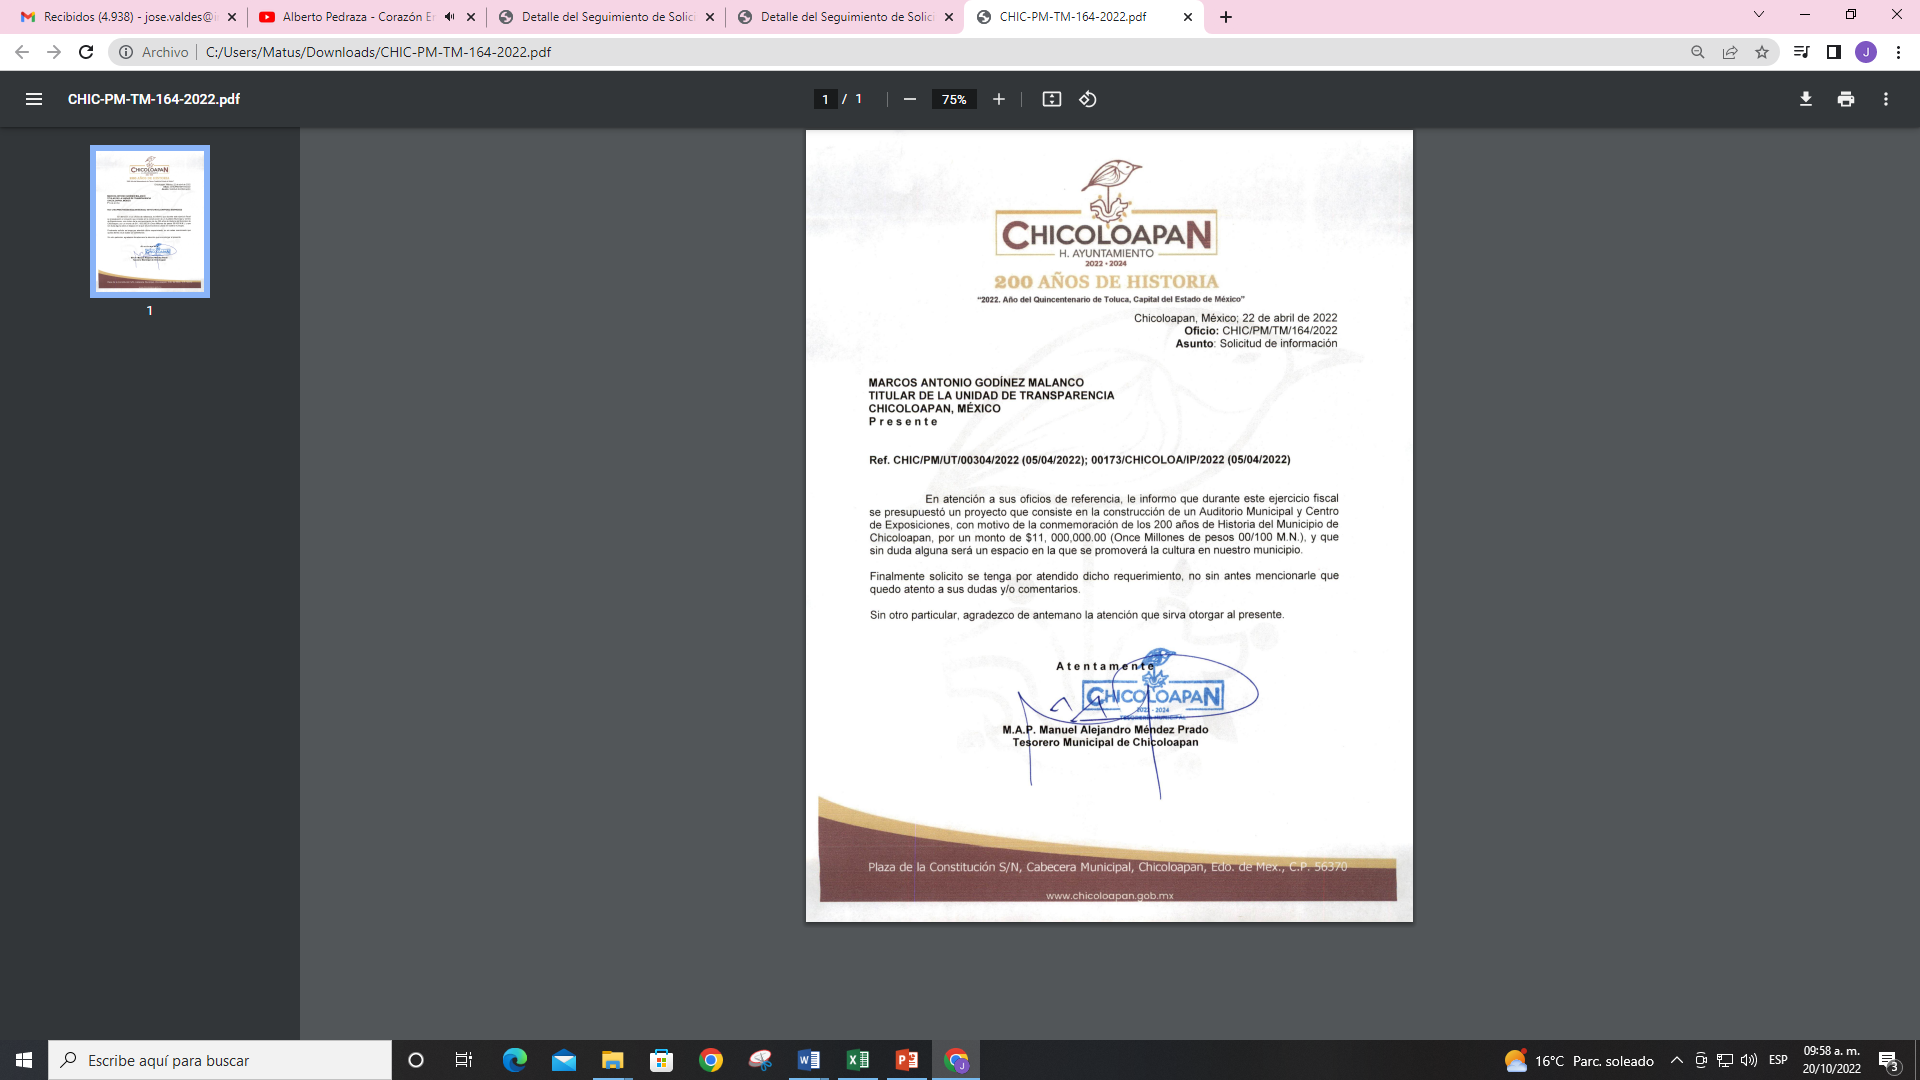 Recibidos (4.938) - jose.valdes@i
Alberto Pedraza - Corazón E
Detalle del Seguimiento de Solici
Detalle del Seguimiento de Solici
CHIC-PM-TM-164-2022.pdf
Archivo
C:/Users/Matus/Downloads/CHIC-PM-TM-164-2022.pdf
J
CHIC-PM-TM-164-2022.pdf
1 / 1
75%
1
CHICOLOAPAN
H. AYUNTAMIENTO
2022 - 2024
200 AÑOS DE HISTORIA
"2022. Año del Quincentenario de Toluca, Capital del Estado de México"
Chicoloapan, México; 22 de abril de 2022
Oficio: CHIC/PM/TM/164/2022
Asunto: Solicitud de información
MARCOS ANTONIO GODÍNEZ MALANCO
TITULAR DE LA UNIDAD DE TRANSPARENCIA
CHICOLOAPAN, MÉXICO
P r e s e n t e
Ref. CHIC/PM/UT/00304/2022 (05/04/2022); 00173/CHICOLOA/IP/2022 (05/04/2022)
En atención a sus oficios de referencia, le informo que durante este ejercicio fiscal
se presupuestó un proyecto que consiste en la construcción de un Auditorio Municipal y Centro
de Exposiciones, con motivo de la conmemoración de los 200 años de Historia del Municipio de
Chicoloapan, por un monto de $11, 000,000.00 (Once Millones de pesos 00/100 M.N.), y que
sin duda alguna será un espacio en la que se promoverá la cultura en nuestro municipio.
Finalmente solicito se tenga por atendido dicho requerimiento, no sin antes mencionarle que
quedo atento a sus dudas y/o comentarios.
Sin otro particular, agradezco de antemano la atención que sirva otorgar al presente.
A t e n t a m e n t e
CHICOLOAPAN
2022 - 2024
TESORERÍA MUNICIPAL
M.A.P. Manuel Alejandro Méndez Prado
Tesorero Municipal de Chicoloapan
Plaza de la Constitución S/N, Cabecera Municipal, Chicoloapan, Edo. de Mex., C.P. 56370
www.chicoloapan.gob.mx
Escribe aquí para buscar
16°C Parc. soleado
ESP
09:58 a. m.
20/10/2022
3